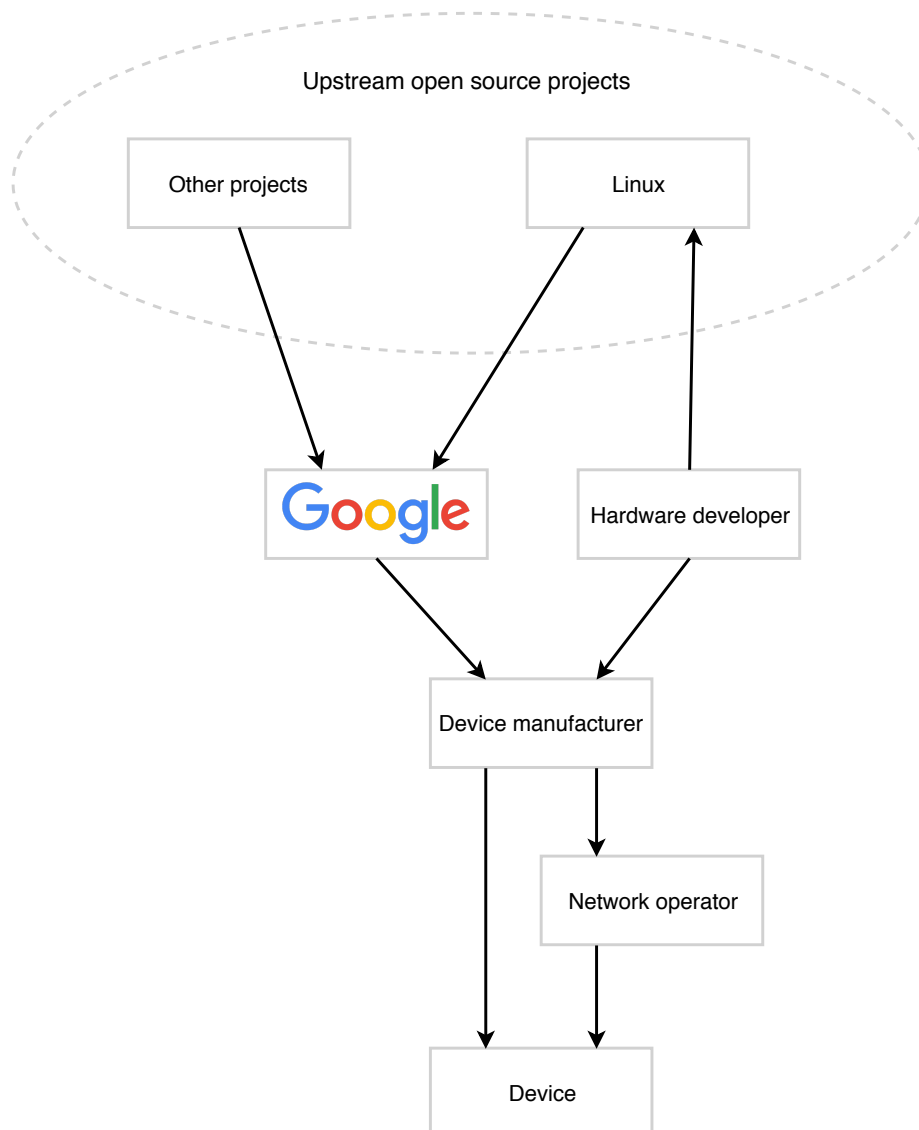 Upstream open source projects
Other projects
Linux
Google
Hardware developer
Device manufacturer
Network operator
Device